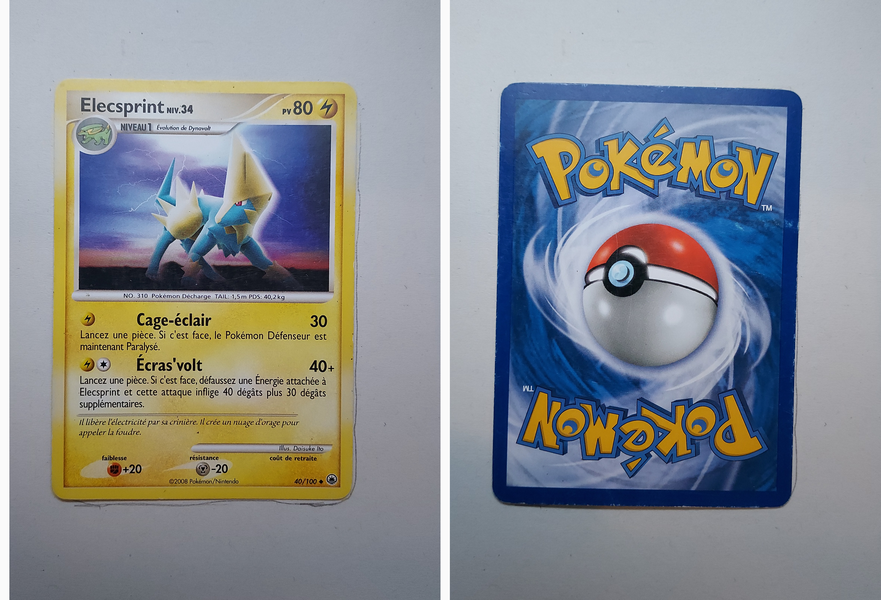 Elecsprint NIV.34
PV 80
NIVEAU 1 Évolution de Dynavolt
NO. 310 Pokémon Décharge TAIL: 1,5m PDS: 40,2kg
Cage-éclair 30
Lancez une pièce. Si c'est face, le Pokémon Défenseur est
maintenant Paralysé.
Écras'volt 40+
Lancez une pièce. Si c'est face, défaussez une Énergie attachée à
Elecsprint et cette attaque inflige 40 dégâts plus 30 dégâts
supplémentaires.
Il libère l'électricité par sa crinière. Il crée un nuage d'orage pour
appeler la foudre.
Illus. Daisuke Ito
faiblesse résistance coût de retraite
+20 -20
©2008 Pokémon/Nintendo 40/100
POKéMON
TM
TM
POKéMON